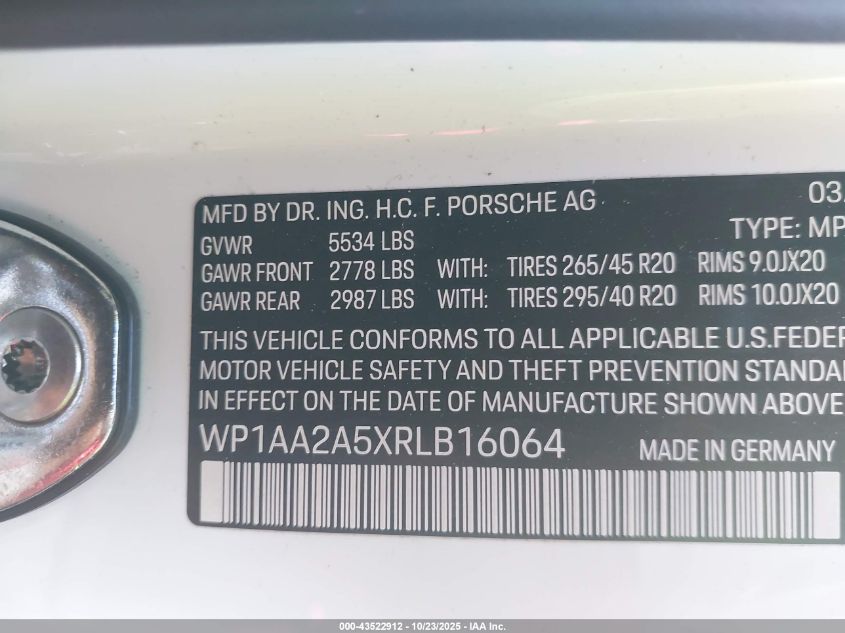 MFD BY DR. ING. H.C. F. PORSCHE AG 03
TYPE: MP
GVWR 5534 LBS
GAWR FRONT 2778 LBS WITH: TIRES 265/45 R20 RIMS 9.0JX20
GAWR REAR 2987 LBS WITH: TIRES 295/40 R20 RIMS 10.0JX20
THIS VEHICLE CONFORMS TO ALL APPLICABLE U.S.FEDER
MOTOR VEHICLE SAFETY AND THEFT PREVENTION STANDA
IN EFFECT ON THE DATE OF MANUFACTURE SHOWN ABOVE
WP1AA2A5XRLB16064 MADE IN GERMANY
000-43522912 - 10/23/2025 - IAA Inc.